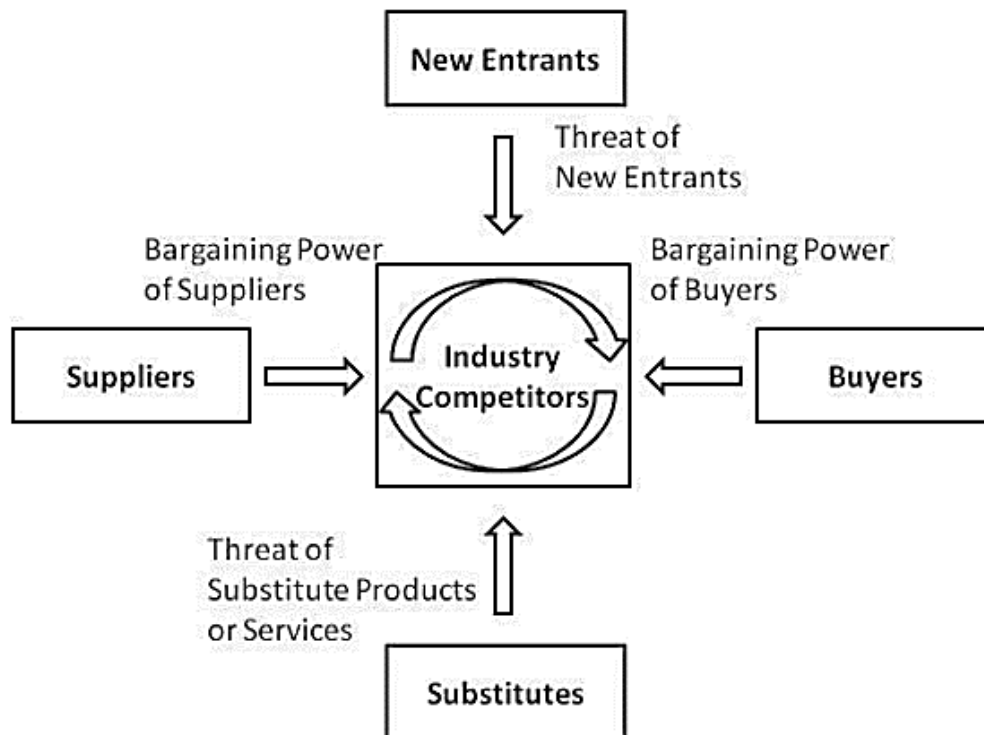 New Entrants
Threat of
New Entrants
Bargaining Power
of Suppliers
Bargaining Power
of Buyers
Suppliers
Industry
Competitors
Buyers
Threat of
Substitute Products
or Services
Substitutes